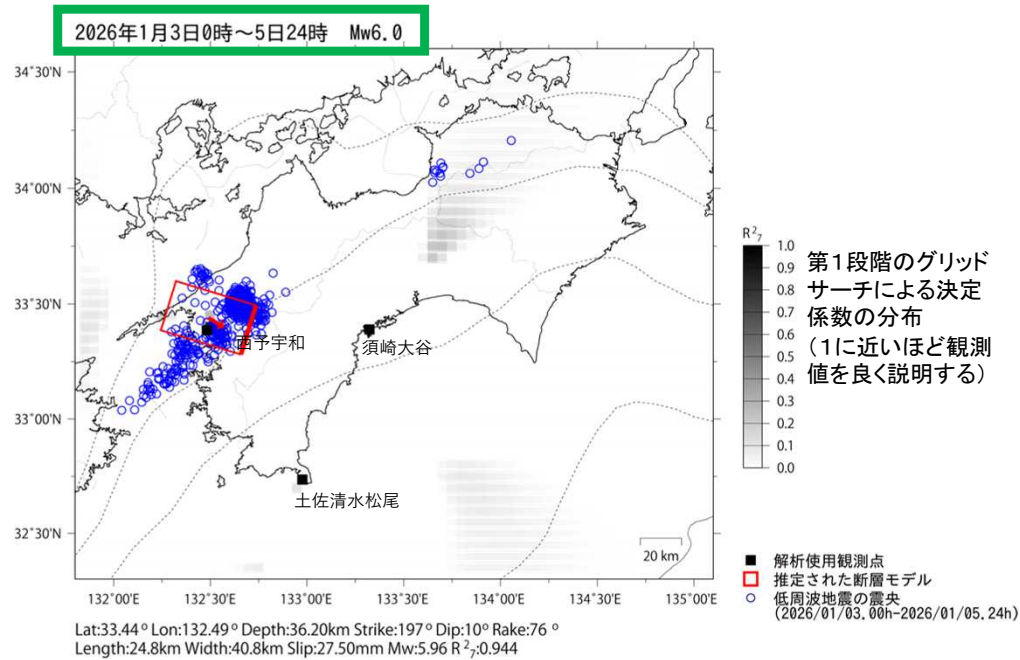 2026年1月3日0時～5日24時 Mw6.0
34°30'N
34°00'N
33°30'N
33°00'N
32°30'N
西予宇和
須崎大谷
土佐清水松尾
20 km
132°00'E 132°30'E 133°00'E 133°30'E 134°00'E 134°30'E 135°00'E
R²₇
1.0
0.9
0.8
0.7
0.6
0.5
0.4
0.3
0.2
0.1
0.0
第1段階のグリッド
サーチによる決定
係数の分布
(1に近いほど観測
値を良く説明する)
解析使用観測点
推定された断層モデル
低周波地震の震央
(2026/01/03.00h-2026/01/05.24h)
Lat:33.44° Lon:132.49° Depth:36.20km Strike:197° Dip:10° Rake:76°
Length:24.8km Width:40.8km Slip:27.50mm Mw:5.96 R²₇:0.944